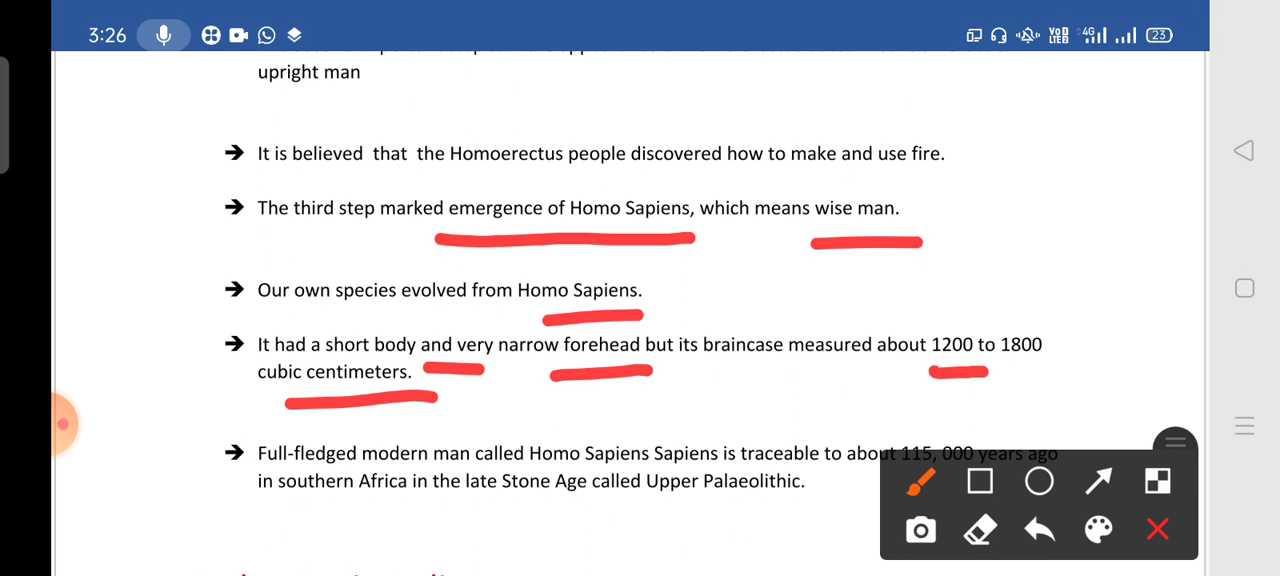 3:26
VoD LTE 4G 23
upright man
→ It is believed that the Homoerectus people discovered how to make and use fire.
→ The third step marked emergence of Homo Sapiens, which means wise man.
→ Our own species evolved from Homo Sapiens.
→ It had a short body and very narrow forehead but its braincase measured about 1200 to 1800
cubic centimeters.
→ Full-fledged modern man called Homo Sapiens Sapiens is traceable to about 115, 000 years ago
in southern Africa in the late Stone Age called Upper Palaeolithic.